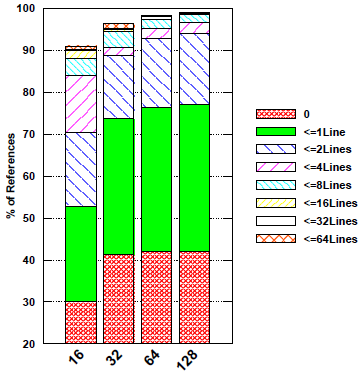 100
90
80
70
60
50
40
30
20
% of References
16
32
64
128
0
<=1Line
<=2Lines
<=4Lines
<=8Lines
<=16Lines
<=32Lines
<=64Lines